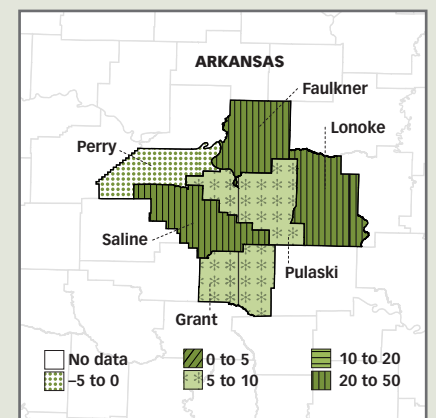 ARKANSAS
Faulkner
Lonoke
Perry
Saline
Pulaski
Grant
No data
–5 to 0
0 to 5
5 to 10
10 to 20
20 to 50